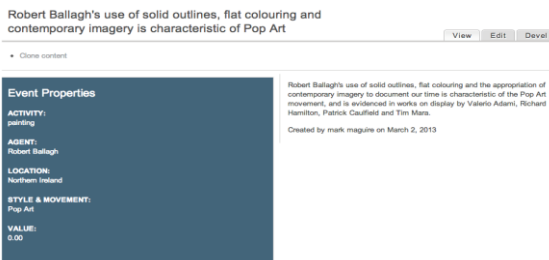 Robert Ballagh's use of solid outlines, flat colouring and
contemporary imagery is characteristic of Pop Art
View Edit Devel
Clone content
Event Properties
ACTIVITY:
painting
AGENT:
Robert Ballagh
LOCATION:
Northern Ireland
STYLE & MOVEMENT:
Pop Art
VALUE:
0.00
Robert Ballagh's use of solid outlines, flat colouring and the appropriation of
contemporary imagery to document our time is characteristic of the Pop Art
movement, and is evidenced in works on display by Valerio Adami, Richard
Hamilton, Patrick Caulfield and Tim Mara.
Created by mark maguire on March 2, 2013